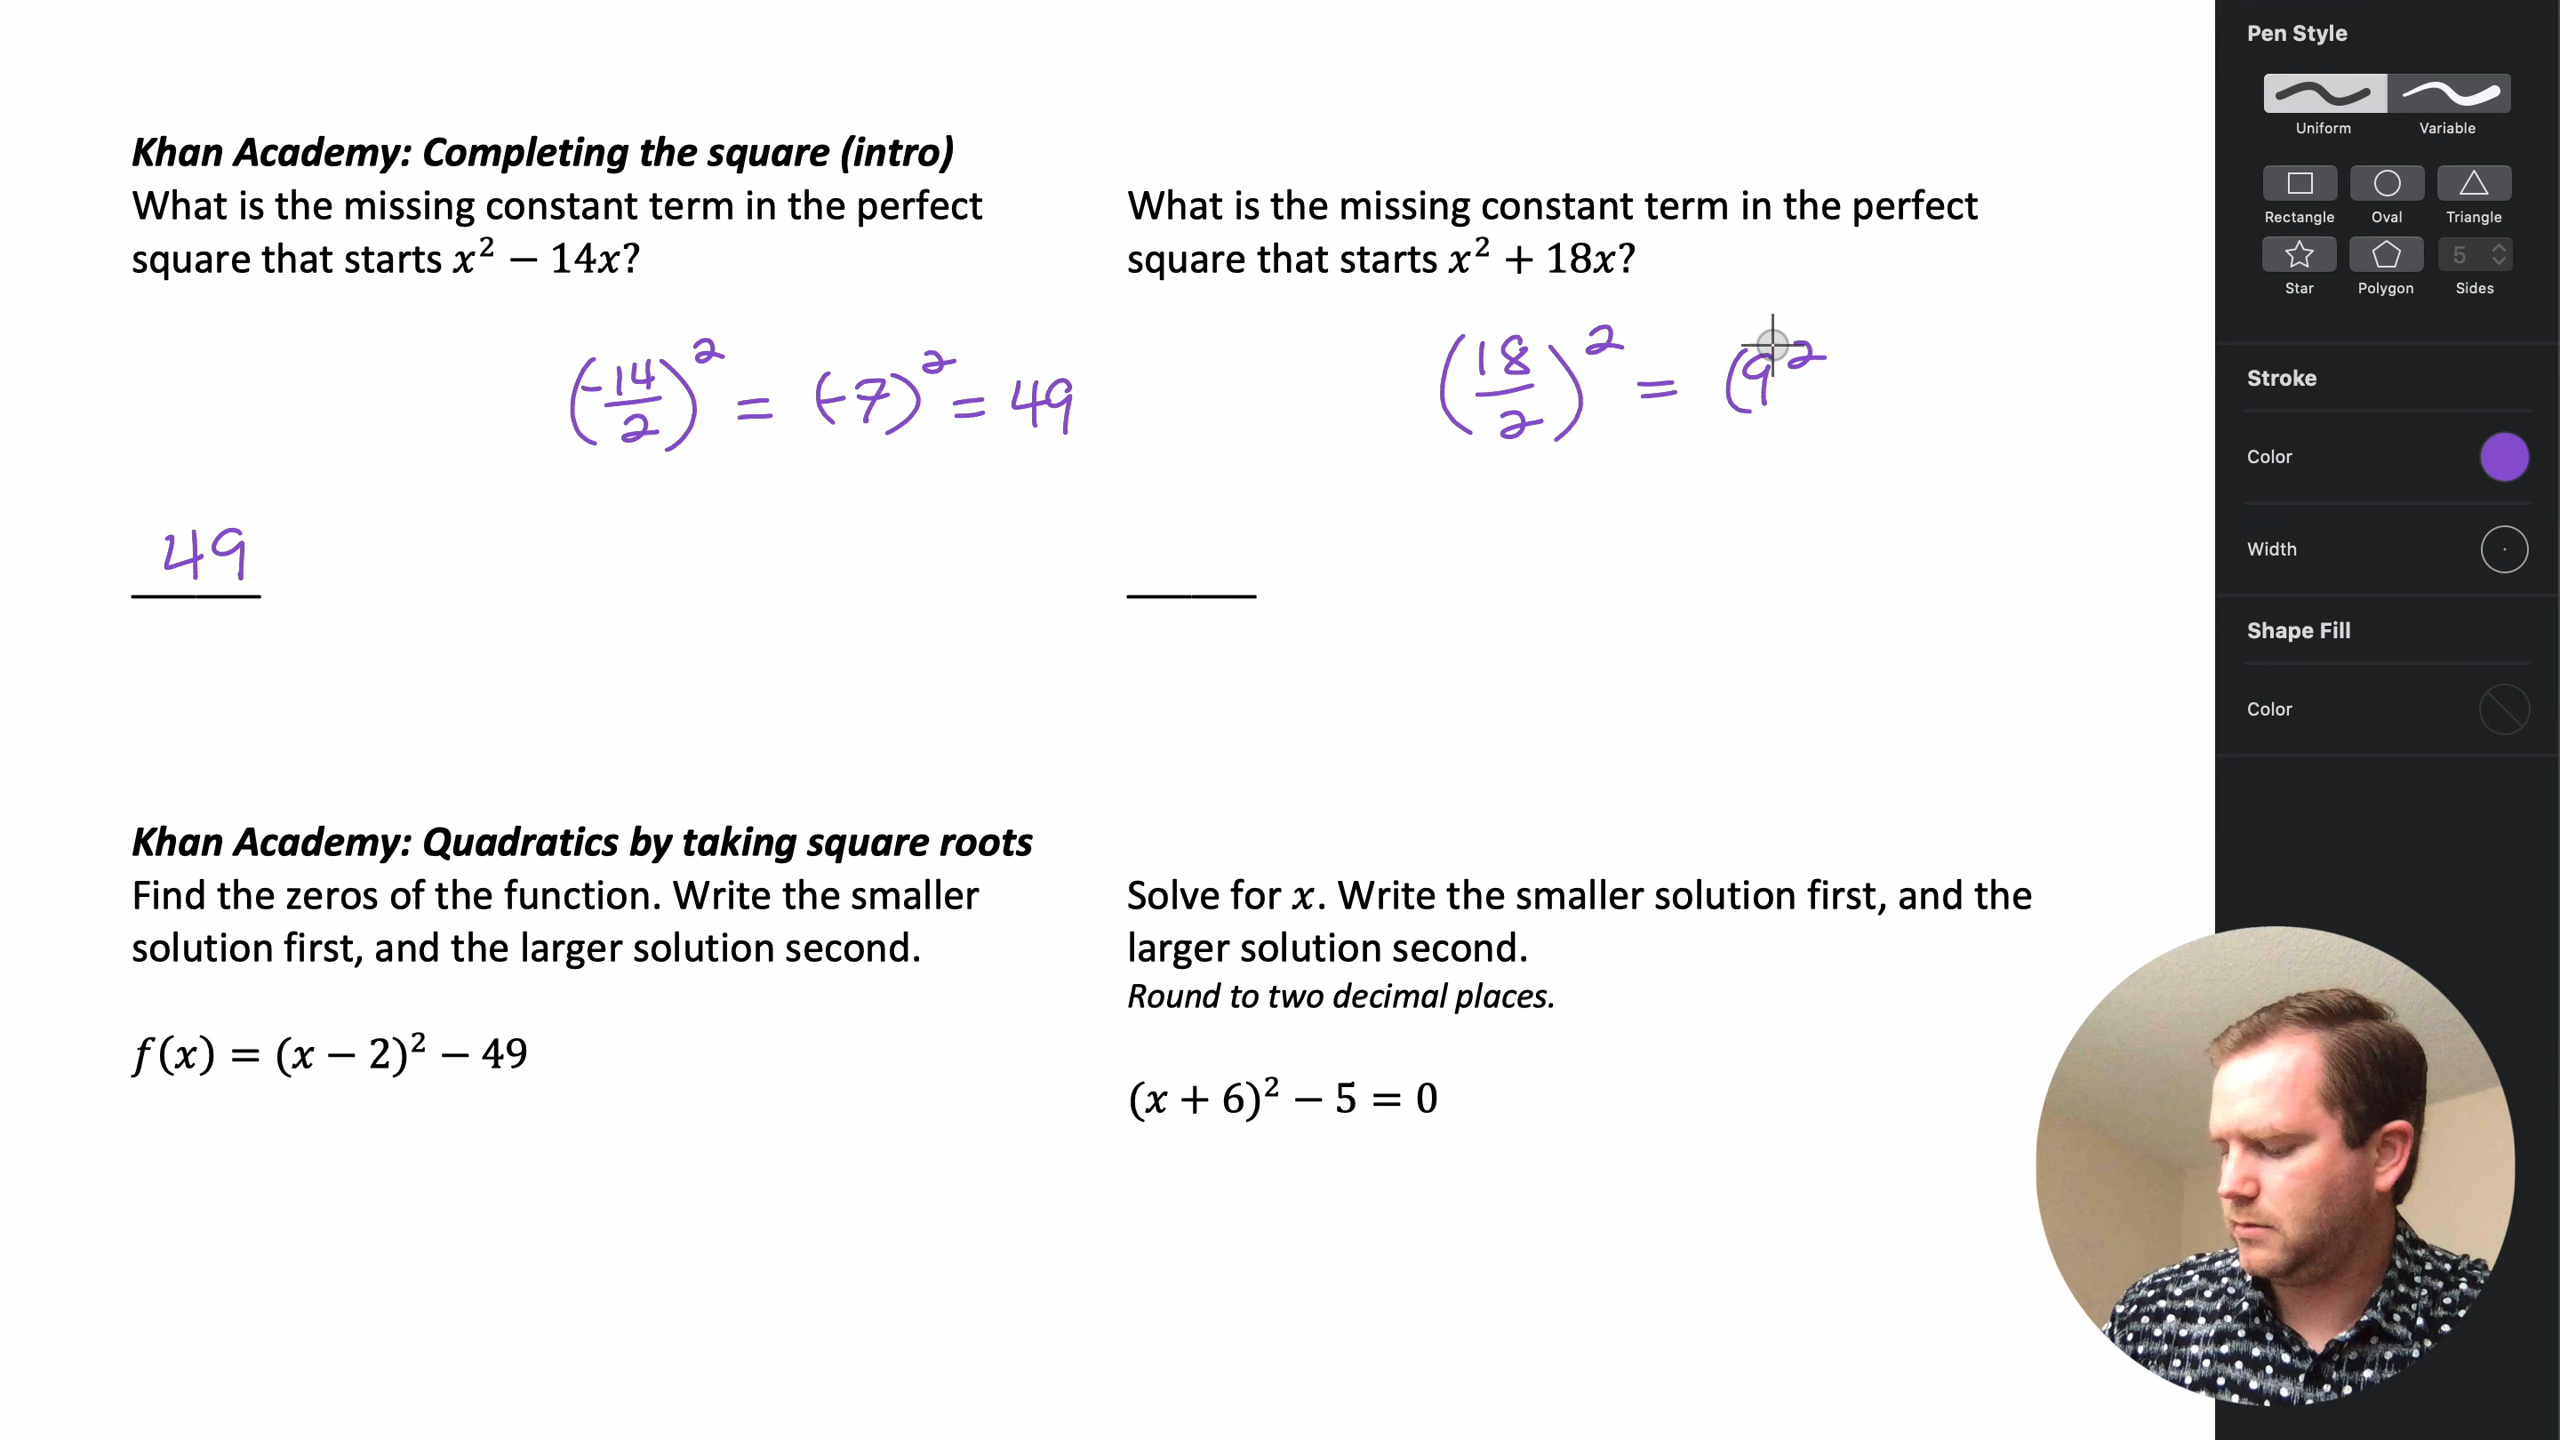 Khan Academy: Completing the square (intro)
What is the missing constant term in the perfect
square that starts x² − 14x?
(-14/2)² = (-7)² = 49
49
What is the missing constant term in the perfect
square that starts x² + 18x?
(18/2)² = (9²
Khan Academy: Quadratics by taking square roots
Find the zeros of the function. Write the smaller
solution first, and the larger solution second.
f(x) = (x − 2)² − 49
Solve for x. Write the smaller solution first, and the
larger solution second.
Round to two decimal places.
(x + 6)² − 5 = 0
Pen Style
Uniform Variable
Rectangle Oval Triangle
5
Star Polygon Sides
Stroke
Color
Width
Shape Fill
Color